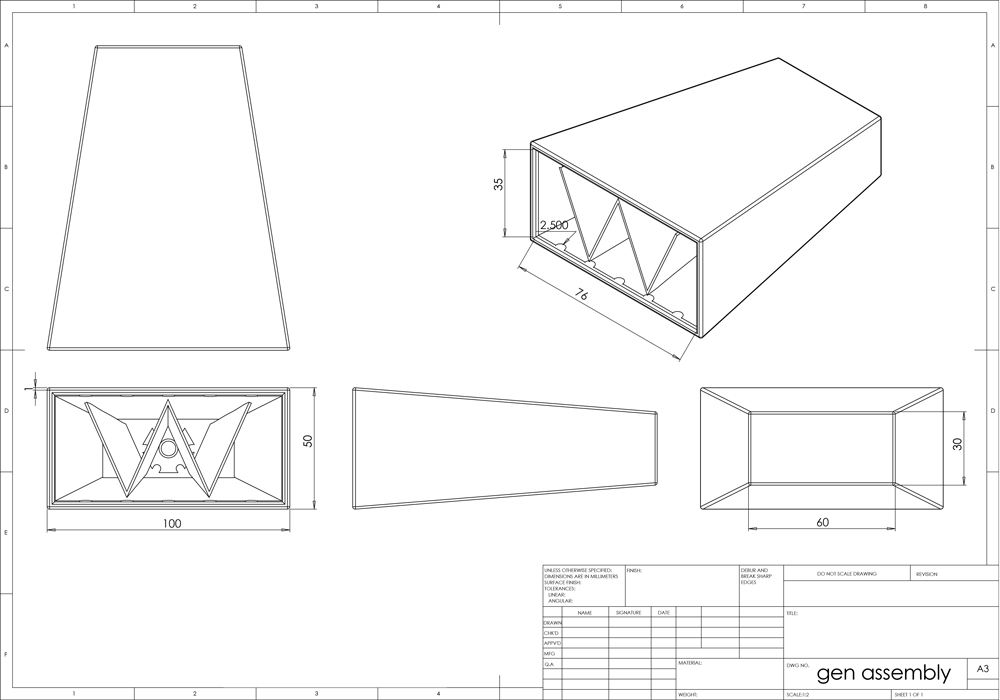 1 2 3 4 5 6 7 8
A A
B B
C C
D D
E
F
35
2,500
76
1
50
100
30
60
UNLESS OTHERWISE SPECIFIED:
DIMENSIONS ARE IN MILLIMETERS
SURFACE FINISH:
TOLERANCES:
LINEAR:
ANGULAR:
FINISH:
DEBUR AND
BREAK SHARP
EDGES
DO NOT SCALE DRAWING
REVISION
NAME SIGNATURE DATE
TITLE:
DRAWN
CHK'D
APPV'D
MFG
Q.A
MATERIAL:
DWG NO.
gen assembly
A3
WEIGHT:
SCALE:1:2
SHEET 1 OF 1
1 2 3 4